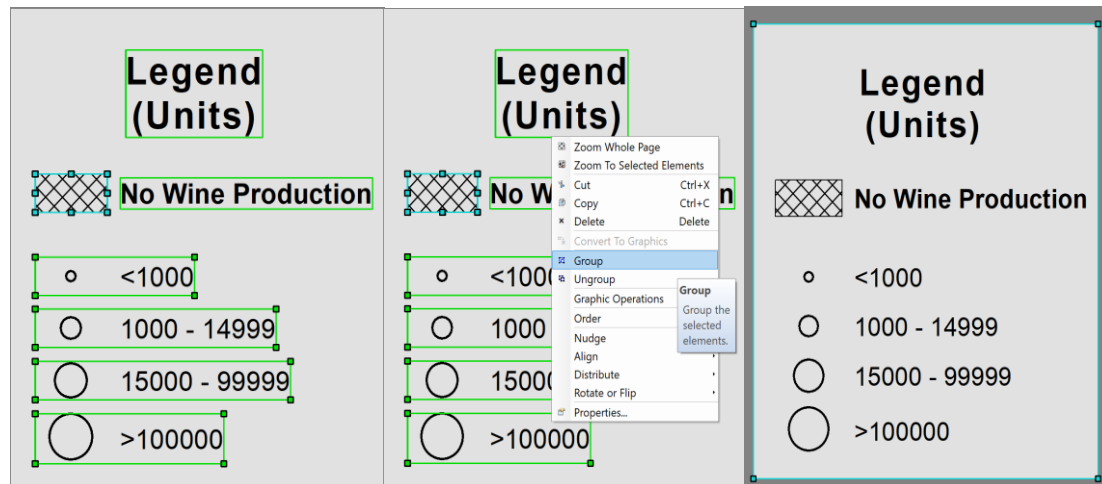 Legend
(Units)
No Wine Production
<1000
1000 - 14999
15000 - 99999
>100000
Legend
(Units)
No W
n
<100
1000
1500
>100000
Zoom Whole Page
Zoom To Selected Elements
Cut Ctrl+X
Copy Ctrl+C
Delete Delete
Convert To Graphics
Group
Ungroup
Graphic Operations
Order
Nudge
Align
Distribute
Rotate or Flip
Properties...
Group
Group the
selected
elements.
Legend
(Units)
No Wine Production
<1000
1000 - 14999
15000 - 99999
>100000